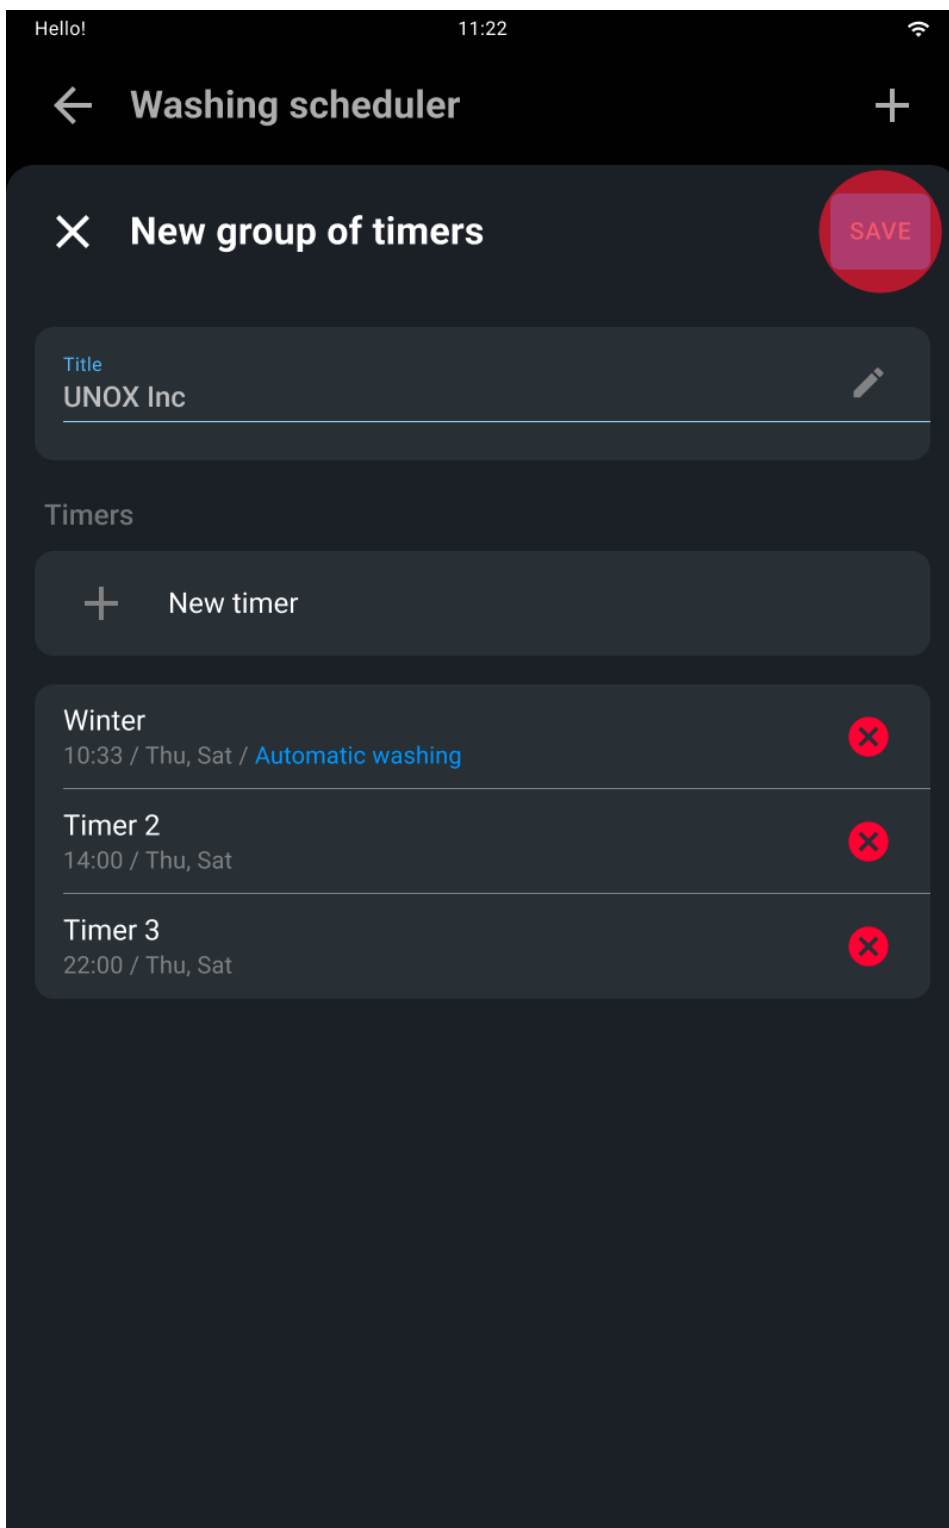 Hello!
11:22
Washing scheduler
New group of timers
SAVE
Title
UNOX Inc
Timers
New timer
Winter
10:33 / Thu, Sat / Automatic washing
Timer 2
14:00 / Thu, Sat
Timer 3
22:00 / Thu, Sat